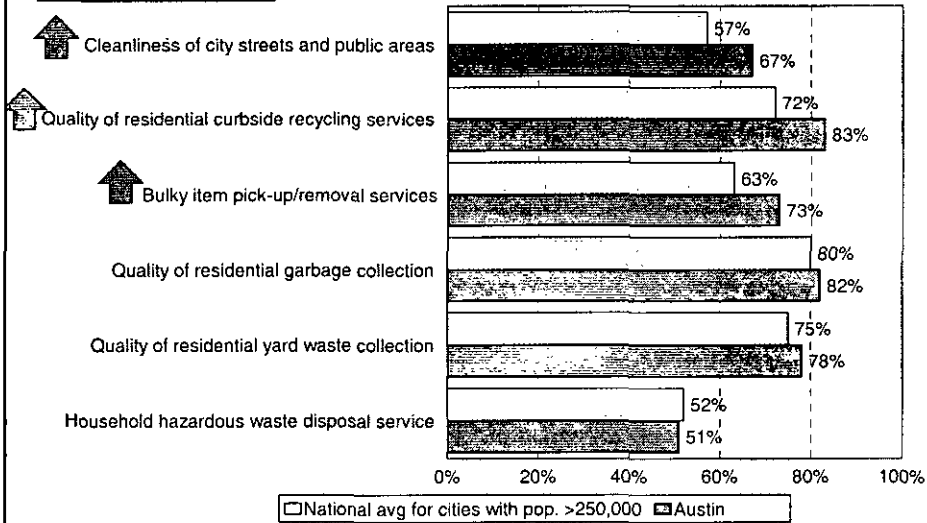 Cleanliness of city streets and public areas
57%
67%
Quality of residential curbside recycling services
72%
83%
Bulky item pick-up/removal services
63%
73%
Quality of residential garbage collection
80%
82%
Quality of residential yard waste collection
75%
78%
Household hazardous waste disposal service
52%
51%
0% 20% 40% 60% 80% 100%
National avg for cities with pop. >250,000 Austin